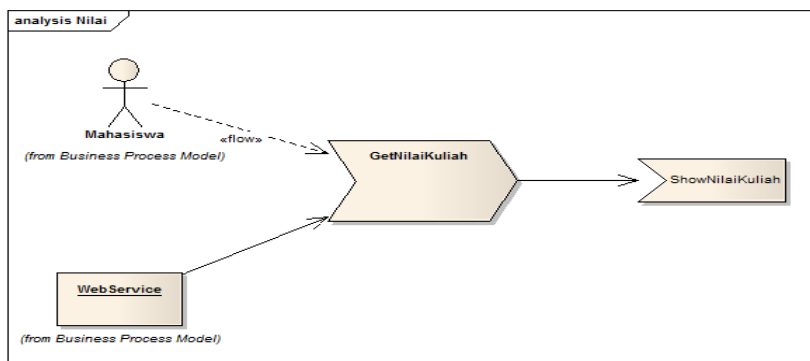 analysis Nilai
Mahasiswa
(from Business Process Model)
«flow»
GetNilaiKuliah
ShowNilaiKuliah
WebService
(from Business Process Model)